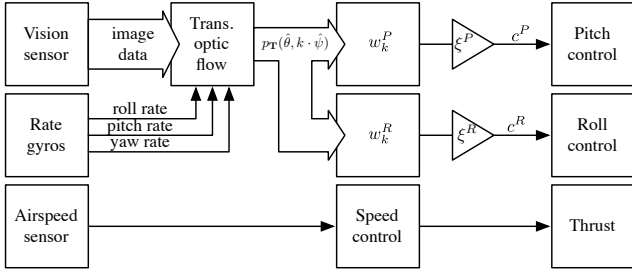 Vision
sensor
image
data
Trans.
optic
flow
p_T(θ̂, k · ψ̂)
w_k^P
ξ^P
c^P
Pitch
control
Rate
gyros
roll rate
pitch rate
yaw rate
w_k^R
ξ^R
c^R
Roll
control
Airspeed
sensor
Speed
control
Thrust